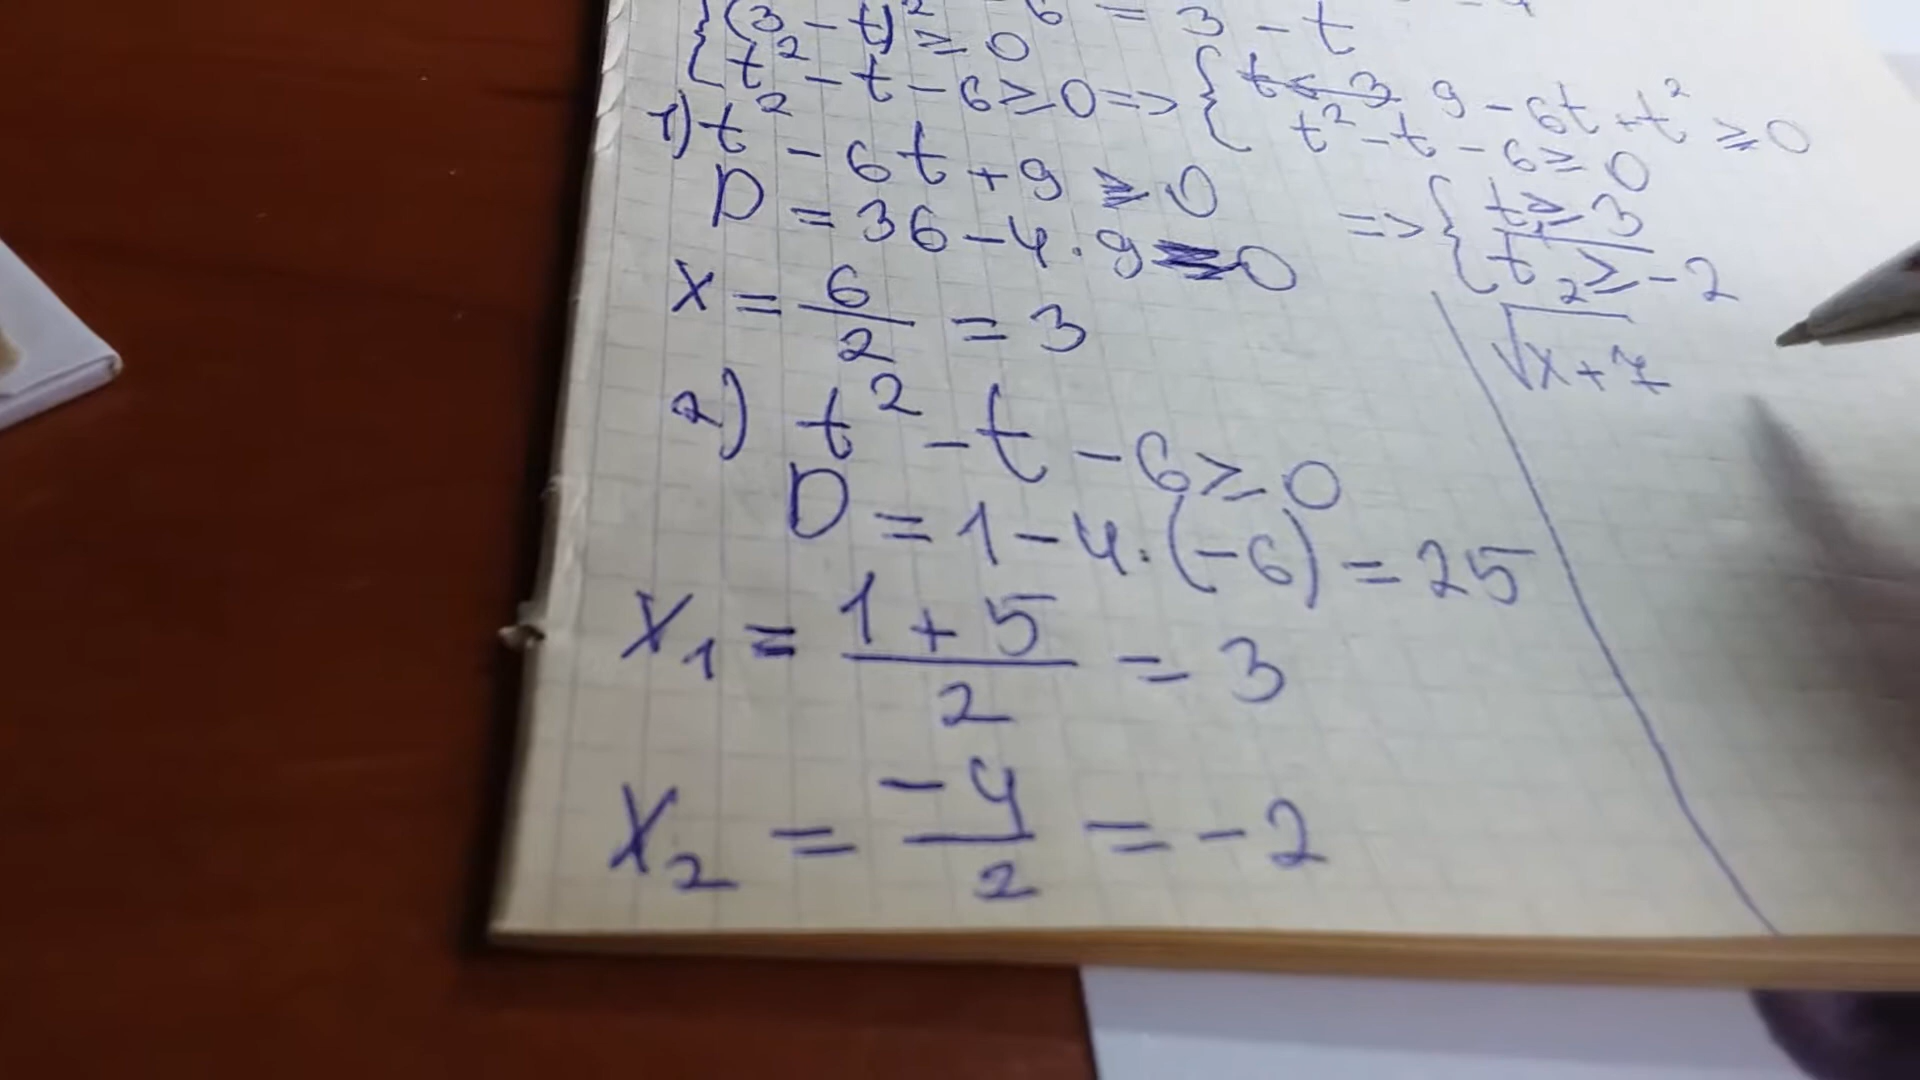 6 = 3 - t
{ (3 - t)² ≥ 0
t² - t - 6 ≥ 0 => { 9 - 6t + t² ≥ 0
t² - t - 6 ≥ 0
1) t² - 6t + 9 ≥ 0
=> { t ≥ 3
t₂ ≥ -2
D = 36 - 4 · 9 = 0
x = 6/2 = 3
√x + 7
2) t² - t - 6 ≥ 0
D = 1 - 4 · (-6) = 25
x₁ = (1 + 5)/2 = 3
x₂ = -4/2 = -2